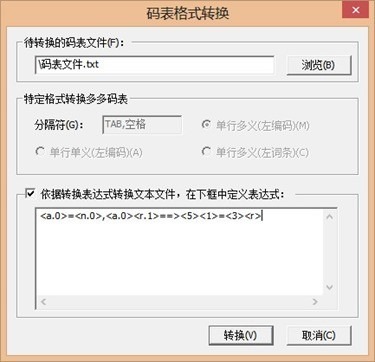 码表格式转换
待转换的码表文件(F)：
\码表文件.txt
浏览(B)
特定格式转换多多码表
分隔符(G)： TAB,空格 单行多义(左编码)(M)
单行单义(左编码)(A) 单行多义(左词条)(C)
依据转换表达式转换文本文件，在下框中定义表达式：
<a.0>=<n.0>,<a.0><r.1>==><5><1>=<3><r>
转换(V) 取消(C)